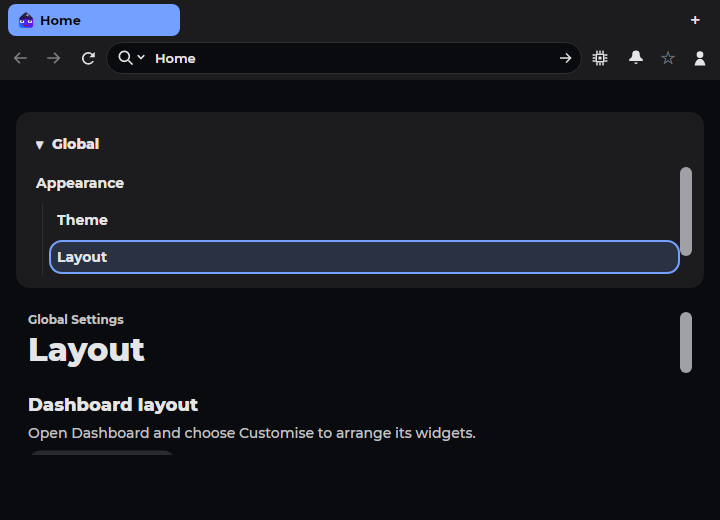 Home
+
Home
Global
Appearance
Theme
Layout
Global Settings
Layout
Dashboard layout
Open Dashboard and choose Customise to arrange its widgets.